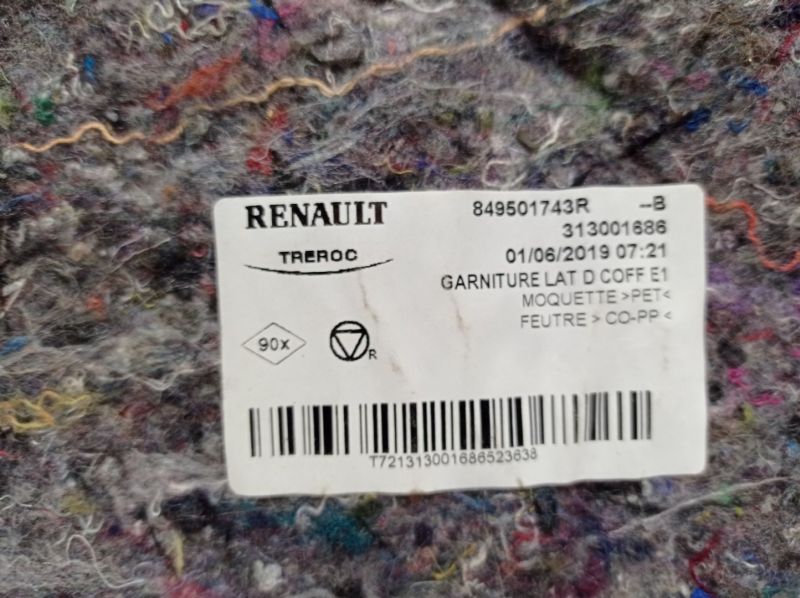 RENAULT 849501743R --B
313001686
TREROC 01/06/2019 07:21
GARNITURE LAT D COFF E1
MOQUETTE >PET<
FEUTRE > CO-PP <
90x R
T721313001686523638